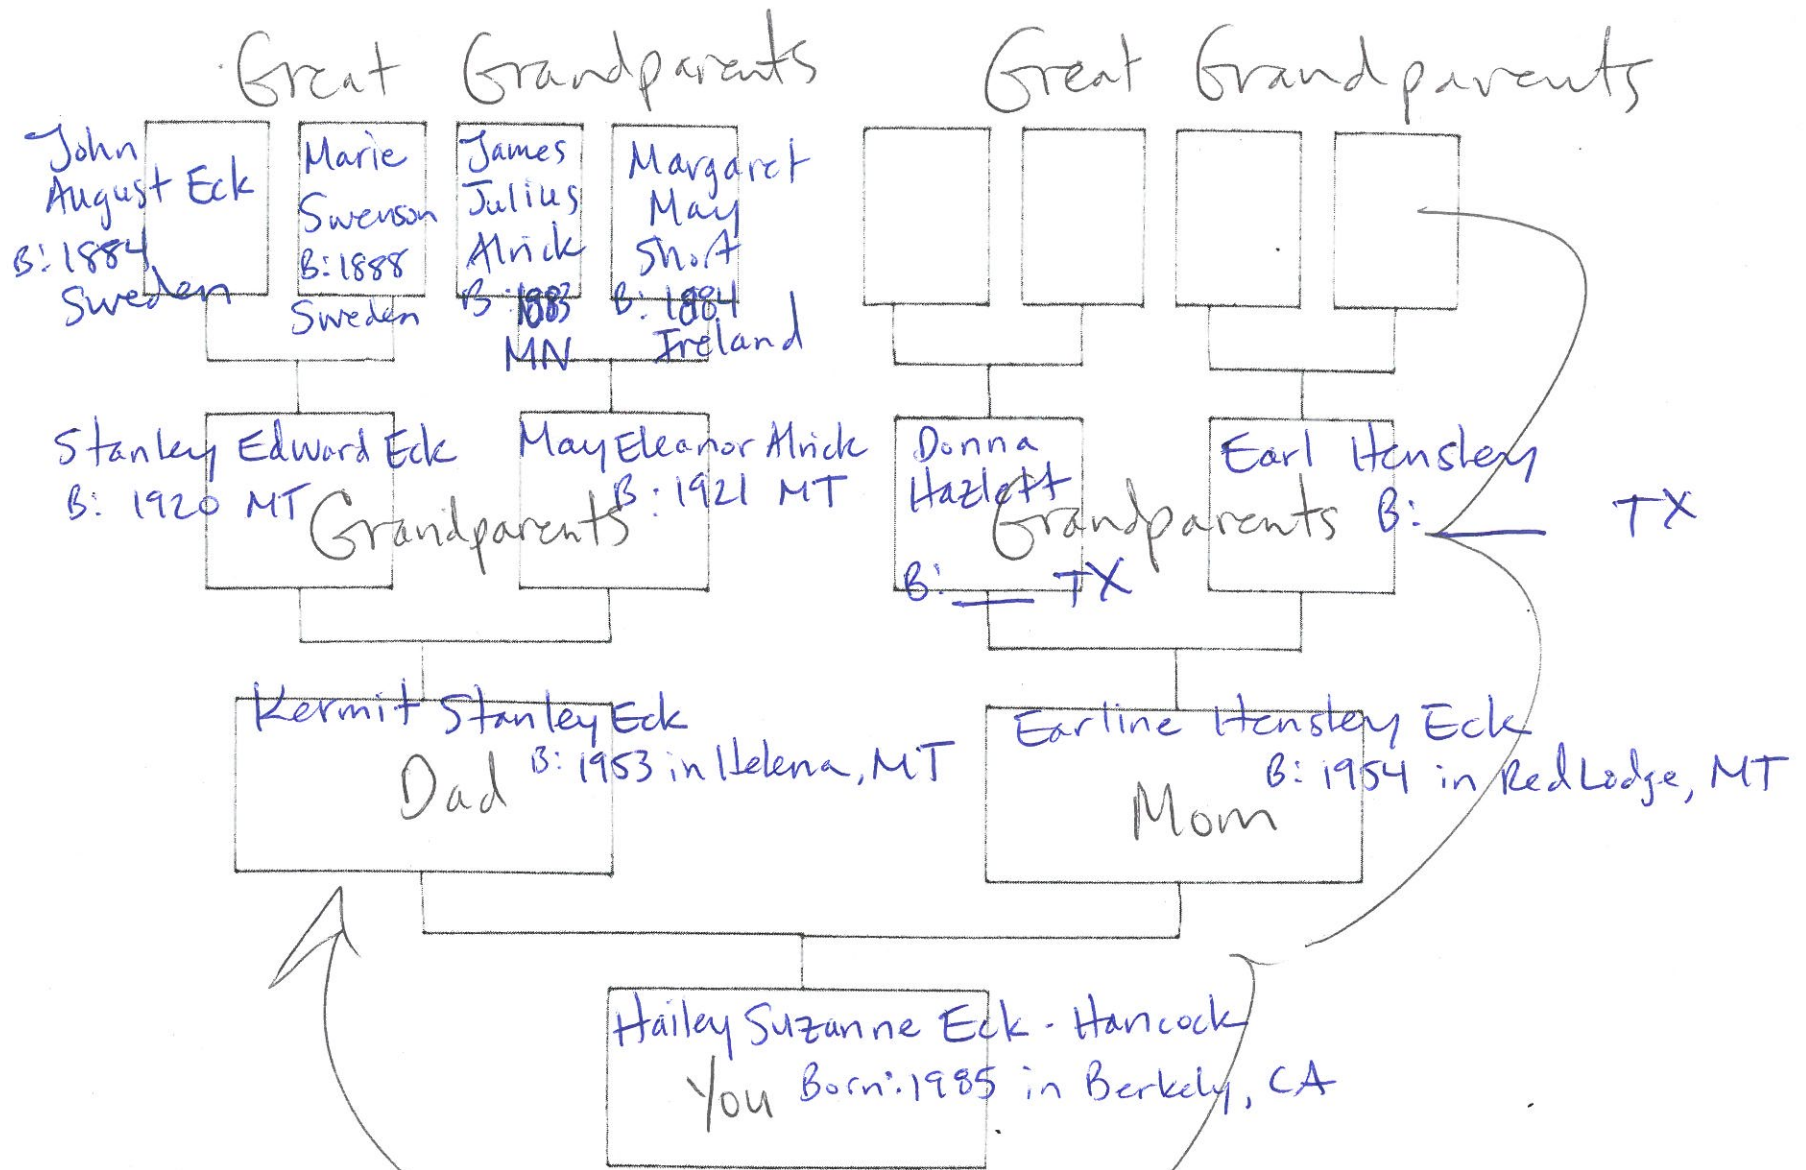 Great Grandparents
Great Grandparents
John
August Eck
B: 1884
Sweden
Marie
Swenson
B: 1888
Sweden
James
Julius
Alrick
B: 1883
MN
Margaret
May
Short
B: 1884
Ireland
Stanley Edward Eck
B: 1920 MT
May Eleanor Alrick
B: 1921 MT
Grandparents
Donna
Hazlett
B: ___ TX
Earl Hensley
B: ___ TX
Grandparents
Kermit Stanley Eck
B: 1953 in Helena, MT
Dad
Earline Hensley Eck
B: 1954 in Red Lodge, MT
Mom
Hailey Suzanne Eck - Hancock
Born: 1985 in Berkely, CA
You